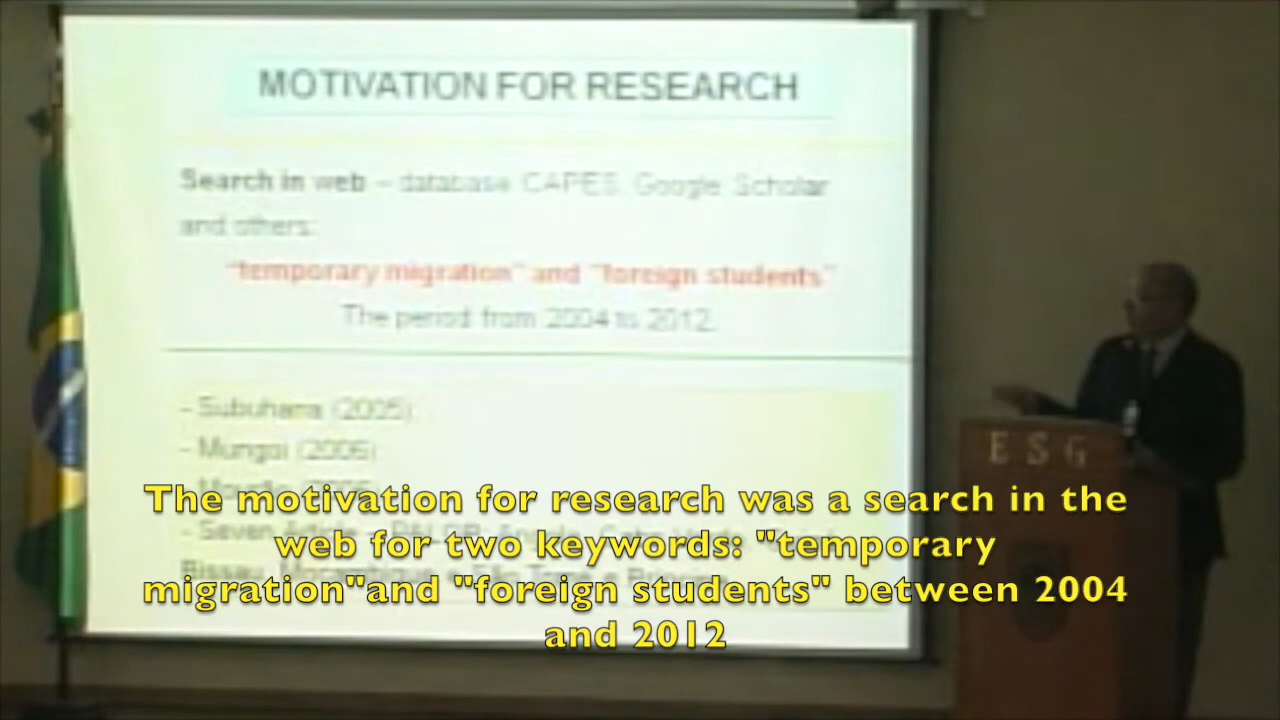 MOTIVATION FOR RESEARCH
Search in web – database CAPES, Google Scholar
and others:
"temporary migration" and "foreign students"
The period from 2004 to 2012.
- Subuhana (2005)
- Mungoi (2006)
- Seven
Bissau,
ESG
The motivation for research was a search in the
web for two keywords: "temporary
migration"and "foreign students" between 2004
and 2012